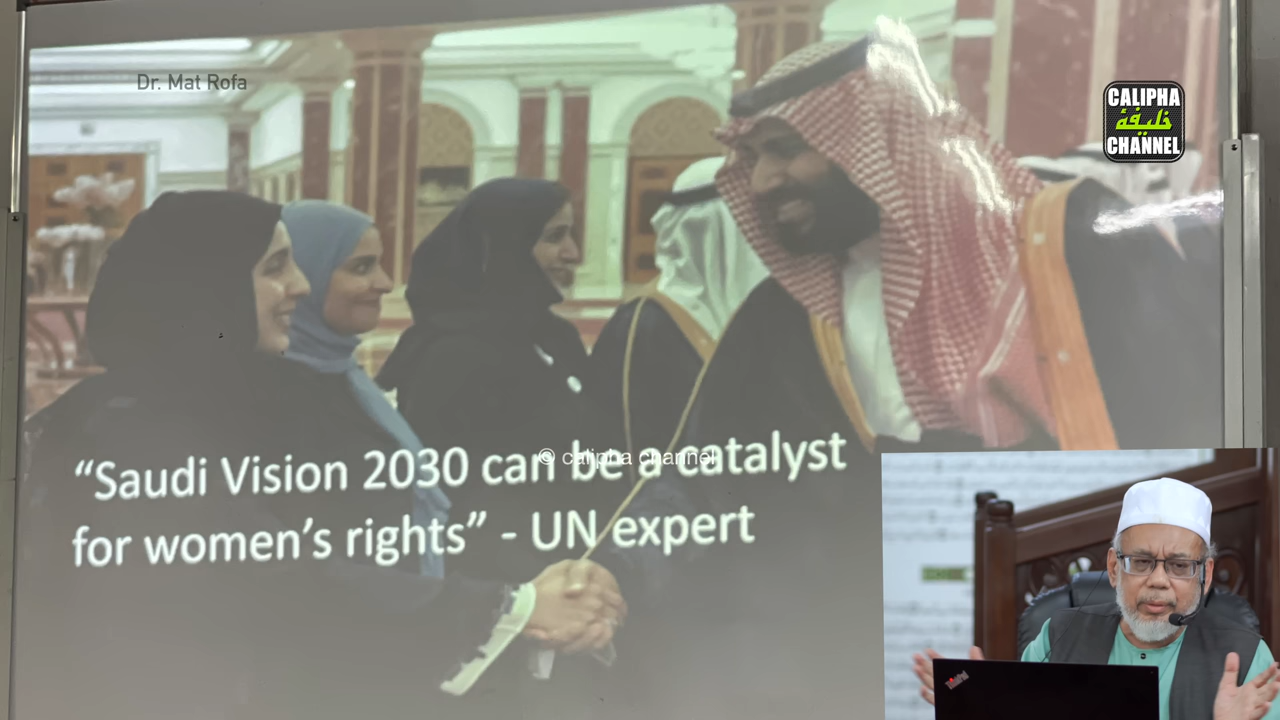 Dr. Mat Rofa
CALIPHA
خليفة
CHANNEL
“Saudi Vision 2030 can be a catalyst
© calipha channel
for women’s rights” - UN expert
ThinkPad